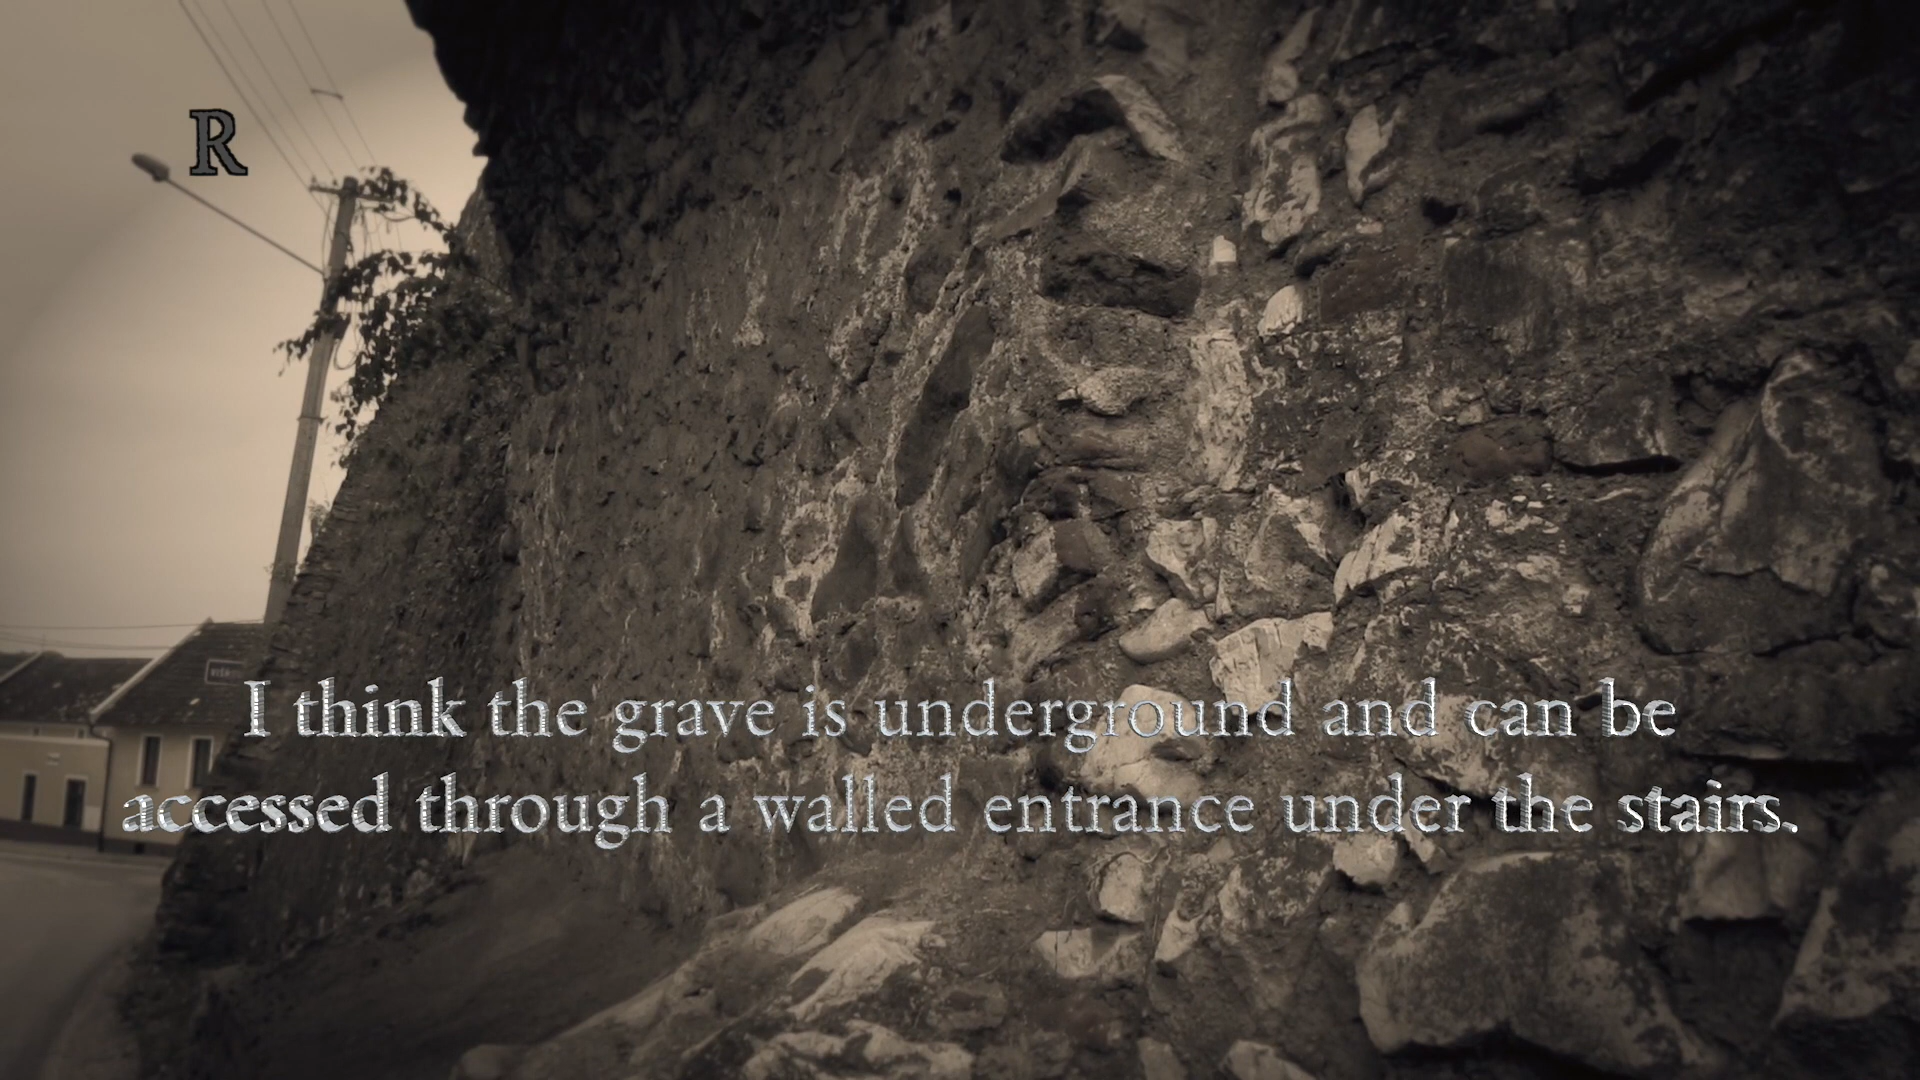 R
I think the grave is underground and can be
accessed through a walled entrance under the stairs.